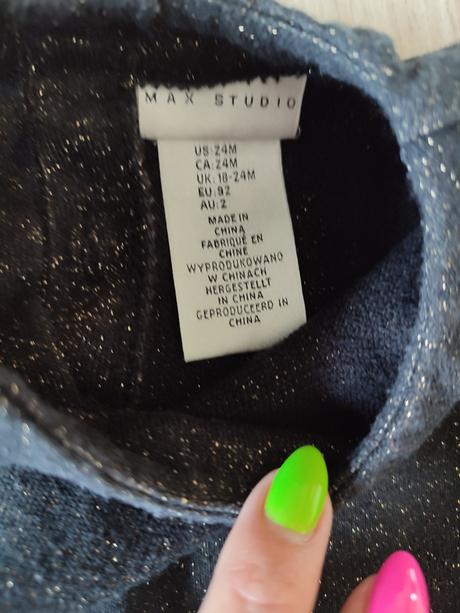 MAX STUDIO
US:24M
CA:24M
UK:18-24M
EU:92
AU:2
MADE IN
CHINA
FABRIQUÉ EN
CHINE
WYPRODUKOWANO
W CHINACH
HERGESTELLT
IN CHINA
GEPRODUCEERD IN
CHINA